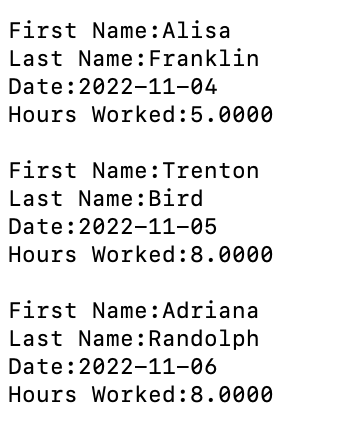 First Name:Alisa
Last Name:Franklin
Date:2022-11-04
Hours Worked:5.0000

First Name:Trenton
Last Name:Bird
Date:2022-11-05
Hours Worked:8.0000

First Name:Adriana
Last Name:Randolph
Date:2022-11-06
Hours Worked:8.0000